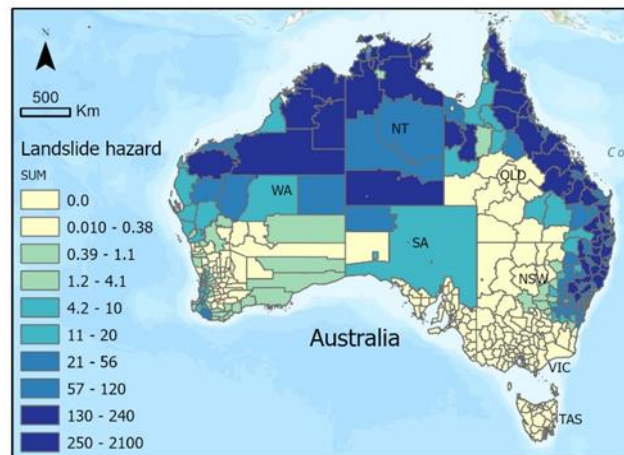 N
500
Km
Landslide hazard
SUM
0.0
0.010 - 0.38
0.39 - 1.1
1.2 - 4.1
4.2 - 10
11 - 20
21 - 56
57 - 120
130 - 240
250 - 2100
NT
QLD
WA
SA
NSW
Australia
VIC
TAS
C